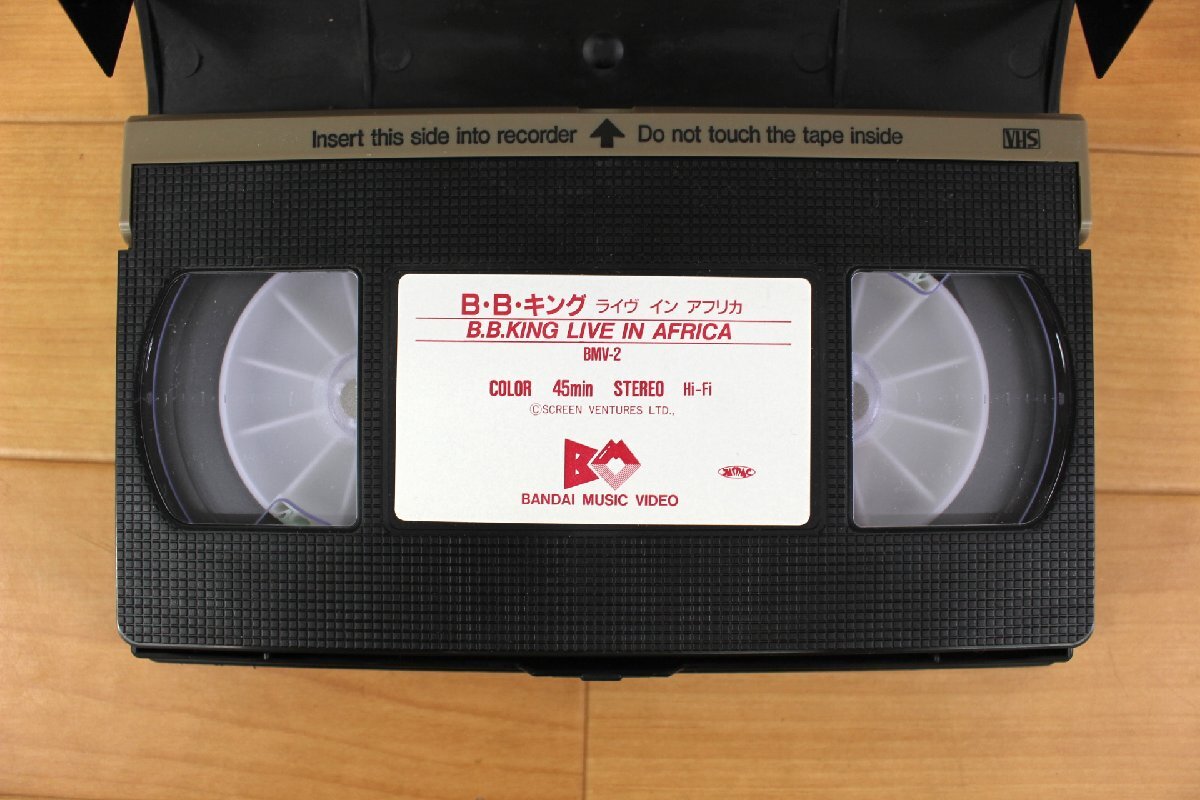 Insert this side into recorder Do not touch the tape inside VHS
B・B・キング ライヴ イン アフリカ
B.B.KING LIVE IN AFRICA
BMV-2
COLOR 45min STEREO Hi-Fi
©SCREEN VENTURES LTD.,
BM
BANDAI MUSIC VIDEO